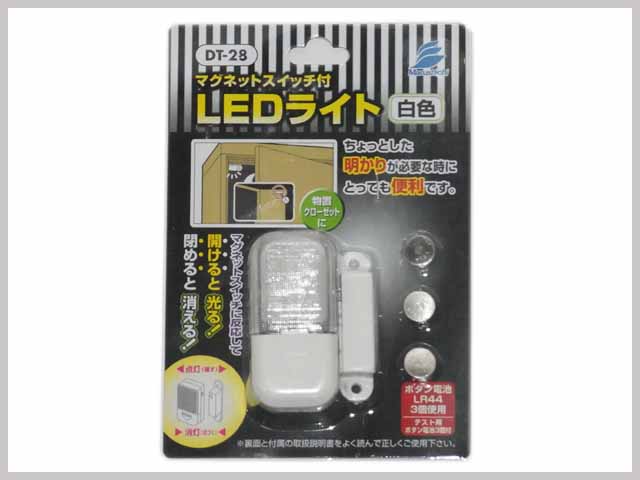 DT-28
マグネットスイッチ付
LEDライト 白色
ちょっとした
明かりが必要な時に
とっても便利です。
物置
クローゼット
に
マグネットスイッチに反応して
開けると光る!
閉めると消える!
点灯(離す)
消灯(近づく)
ボタン電池
LR44
3個使用
テスト用
ボタン電池3個付
※裏面と付属の取扱説明書をよく読んで正しくご使用下さい。